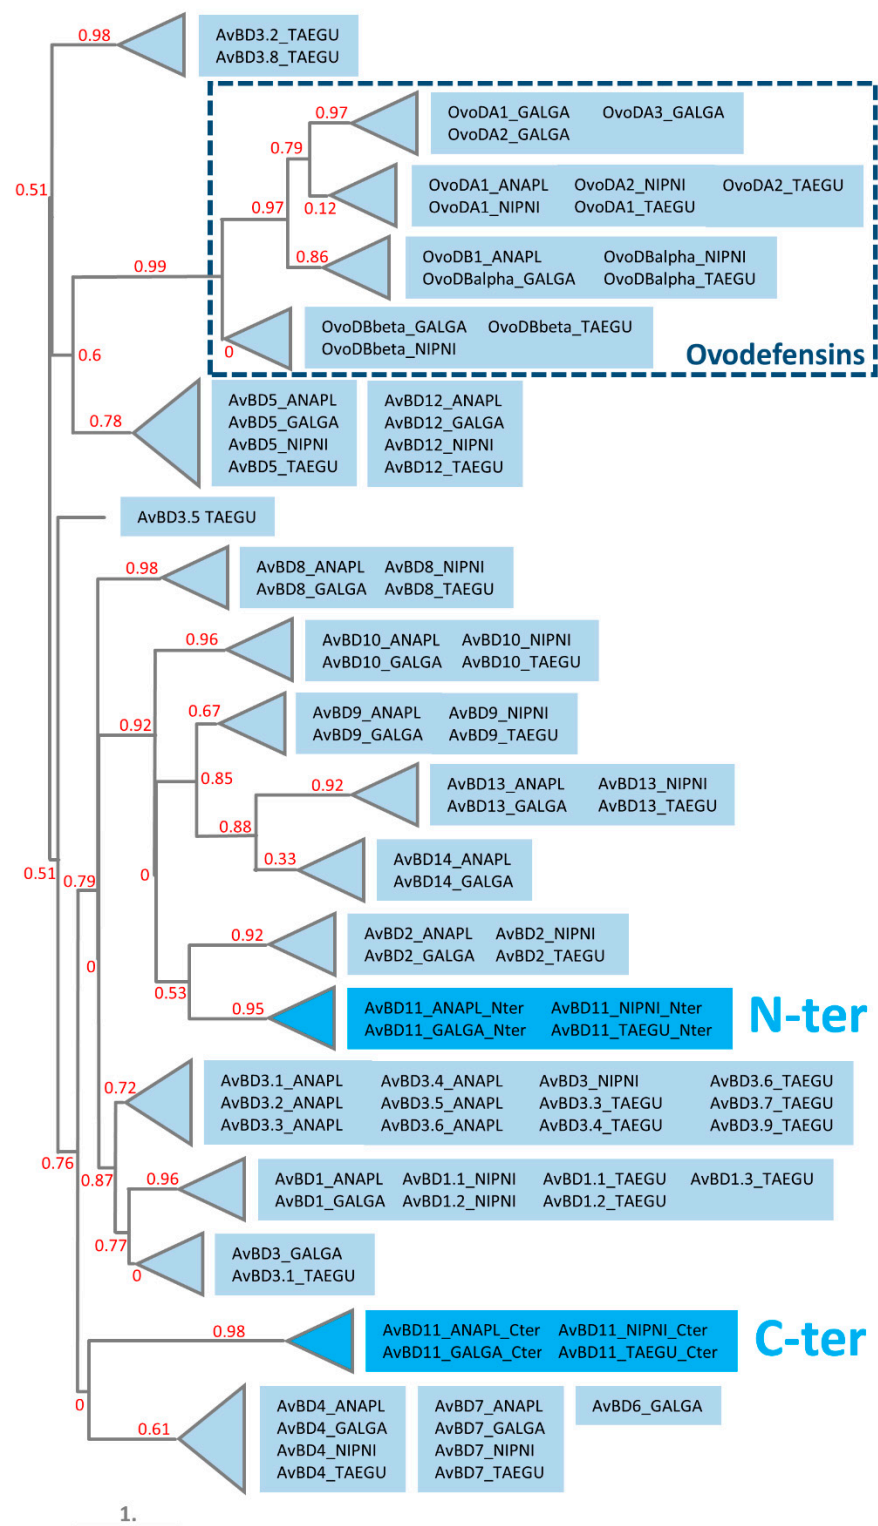 0.98
AvBD3.2_TAEGU
AvBD3.8_TAEGU
0.97
OvoDA1_GALGA OvoDA3_GALGA
OvoDA2_GALGA
0.79
0.51
OvoDA1_ANAPL OvoDA2_NIPNI OvoDA2_TAEGU
OvoDA1_NIPNI OvoDA1_TAEGU
0.97 0.12
0.86
OvoDB1_ANAPL OvoDBalpha_NIPNI
OvoDBalpha_GALGA OvoDBalpha_TAEGU
0.99
OvoDBbeta_GALGA OvoDBbeta_TAEGU
OvoDBbeta_NIPNI
0
0.6
Ovodefensins
0.78
AvBD5_ANAPL AvBD12_ANAPL
AvBD5_GALGA AvBD12_GALGA
AvBD5_NIPNI AvBD12_NIPNI
AvBD5_TAEGU AvBD12_TAEGU
AvBD3.5 TAEGU
0.98
AvBD8_ANAPL AvBD8_NIPNI
AvBD8_GALGA AvBD8_TAEGU
0.96
AvBD10_ANAPL AvBD10_NIPNI
AvBD10_GALGA AvBD10_TAEGU
0.67
0.92
AvBD9_ANAPL AvBD9_NIPNI
AvBD9_GALGA AvBD9_TAEGU
0.85
0.92
AvBD13_ANAPL AvBD13_NIPNI
AvBD13_GALGA AvBD13_TAEGU
0.88
0.33
AvBD14_ANAPL
AvBD14_GALGA
0.51
0.79
0
0.92
AvBD2_ANAPL AvBD2_NIPNI
AvBD2_GALGA AvBD2_TAEGU
0
0.53
0.95
AvBD11_ANAPL_Nter AvBD11_NIPNI_Nter
AvBD11_GALGA_Nter AvBD11_TAEGU_Nter
N-ter
0.72
AvBD3.1_ANAPL AvBD3.4_ANAPL AvBD3_NIPNI AvBD3.6_TAEGU
AvBD3.2_ANAPL AvBD3.5_ANAPL AvBD3.3_TAEGU AvBD3.7_TAEGU
AvBD3.3_ANAPL AvBD3.6_ANAPL AvBD3.4_TAEGU AvBD3.9_TAEGU
0.76
0.87
0.96
AvBD1_ANAPL AvBD1.1_NIPNI AvBD1.1_TAEGU AvBD1.3_TAEGU
AvBD1_GALGA AvBD1.2_NIPNI AvBD1.2_TAEGU
0.77
0
AvBD3_GALGA
AvBD3.1_TAEGU
0.98
AvBD11_ANAPL_Cter AvBD11_NIPNI_Cter
AvBD11_GALGA_Cter AvBD11_TAEGU_Cter
C-ter
0
0.61
AvBD4_ANAPL AvBD7_ANAPL AvBD6_GALGA
AvBD4_GALGA AvBD7_GALGA
AvBD4_NIPNI AvBD7_NIPNI
AvBD4_TAEGU AvBD7_TAEGU
1.